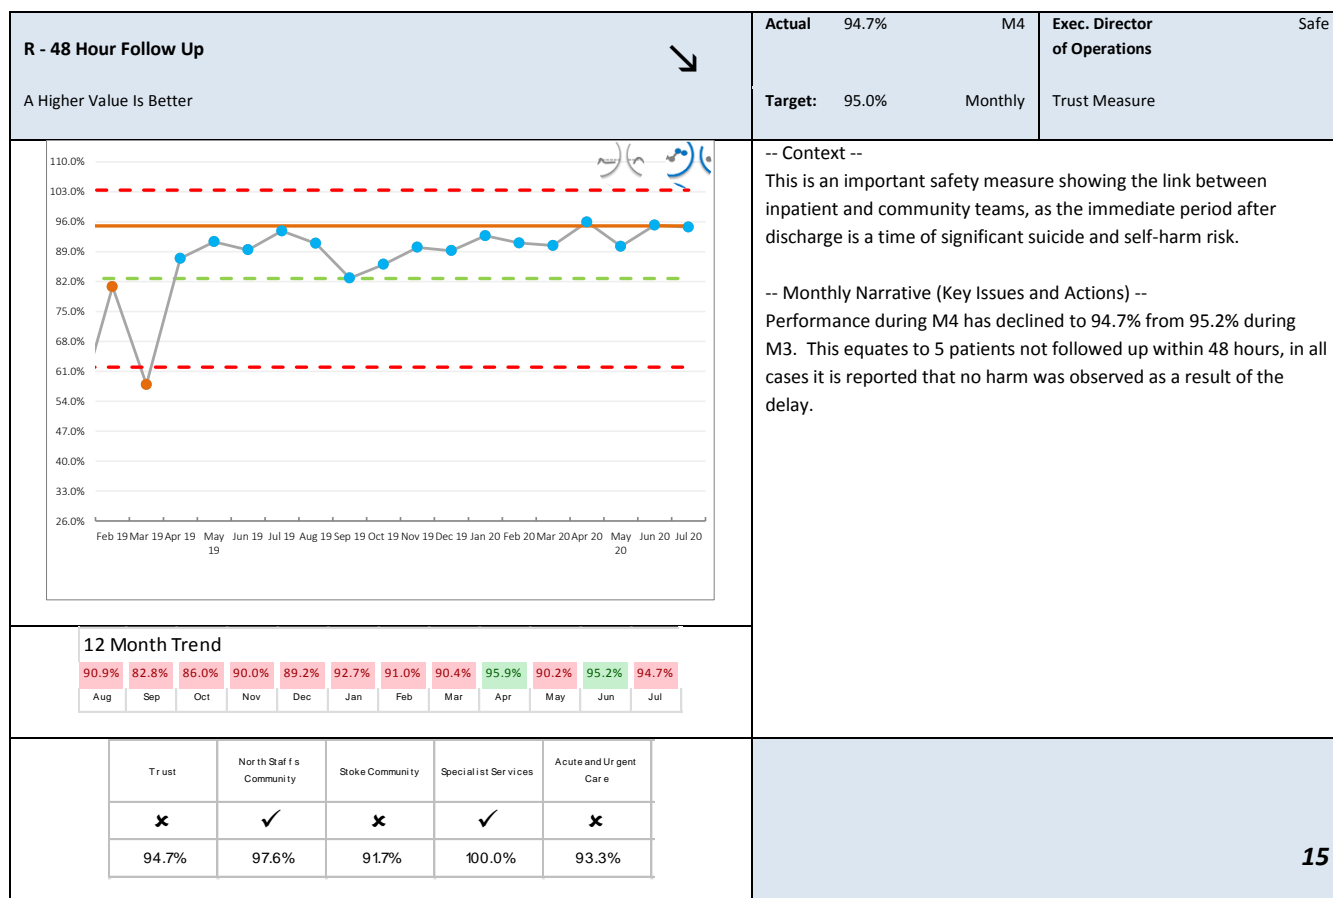 R - 48 Hour Follow Up
A Higher Value Is Better
Actual 94.7% M4
Target: 95.0% Monthly
Exec. Director Safe
of Operations
Trust Measure
110.0%
103.0%
96.0%
89.0%
82.0%
75.0%
68.0%
61.0%
54.0%
47.0%
40.0%
33.0%
26.0%
Feb 19 Mar 19 Apr 19 May 19 Jun 19 Jul 19 Aug 19 Sep 19 Oct 19 Nov 19 Dec 19 Jan 20 Feb 20 Mar 20 Apr 20 May 20 Jun 20 Jul 20
-- Context --
This is an important safety measure showing the link between
inpatient and community teams, as the immediate period after
discharge is a time of significant suicide and self-harm risk.
-- Monthly Narrative (Key Issues and Actions) --
Performance during M4 has declined to 94.7% from 95.2% during
M3. This equates to 5 patients not followed up within 48 hours, in all
cases it is reported that no harm was observed as a result of the
delay.
12 Month Trend
90.9% 82.8% 86.0% 90.0% 89.2% 92.7% 91.0% 90.4% 95.9% 90.2% 95.2% 94.7%
Aug Sep Oct Nov Dec Jan Feb Mar Apr May Jun Jul
Trust
North Staffs
Community
Stoke Community
Specialist Services
Acute and Urgent
Care
94.7% 97.6% 91.7% 100.0% 93.3%
15